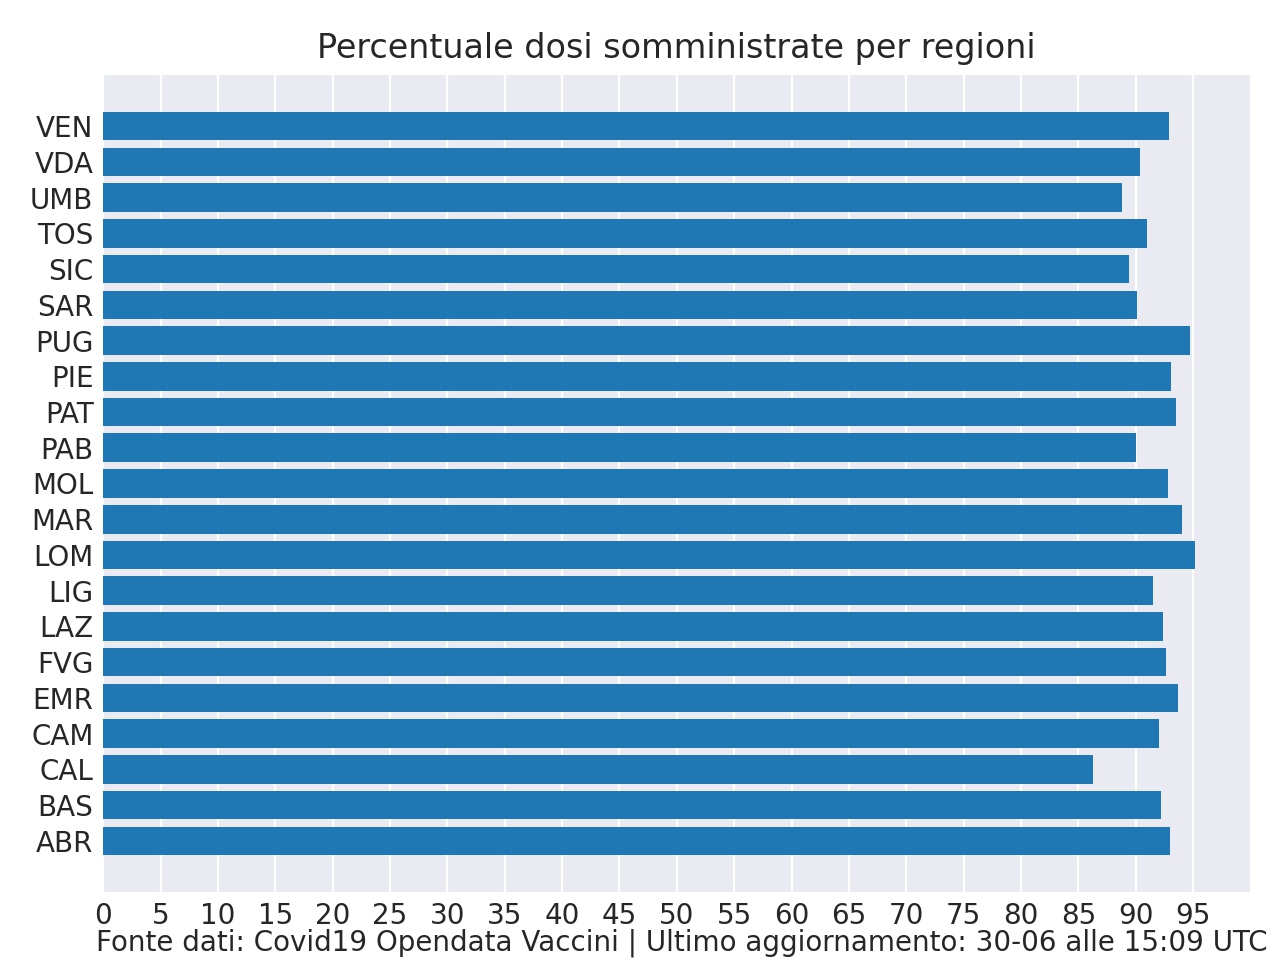 Percentuale dosi somministrate per regioni
VEN
VDA
UMB
TOS
SIC
SAR
PUG
PIE
PAT
PAB
MOL
MAR
LOM
LIG
LAZ
FVG
EMR
CAM
CAL
BAS
ABR
0 5 10 15 20 25 30 35 40 45 50 55 60 65 70 75 80 85 90 95
Fonte dati: Covid19 Opendata Vaccini | Ultimo aggiornamento: 30-06 alle 15:09 UTC